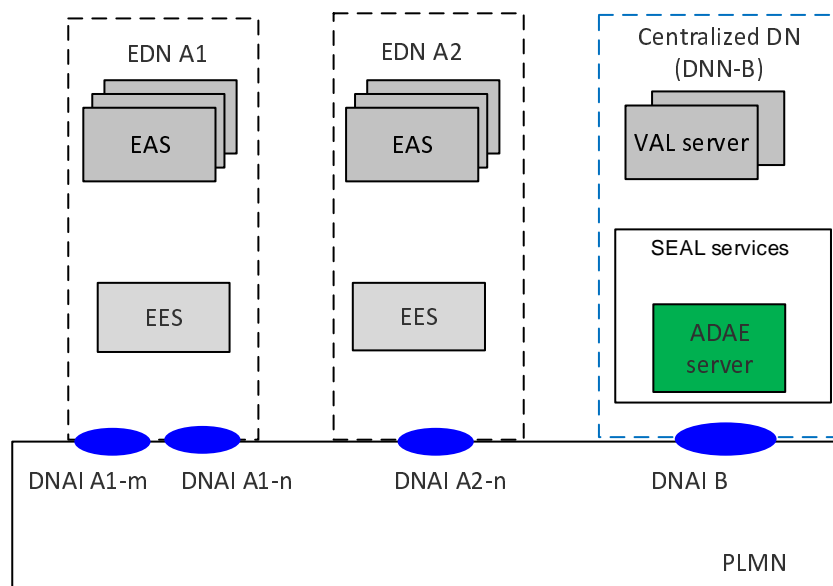 EDN A1
EDN A2
Centralized DN
(DNN-B)
EAS
EAS
VAL server
SEAL services
EES
EES
ADAE
server
DNAI A1-m
DNAI A1-n
DNAI A2-n
DNAI B
PLMN